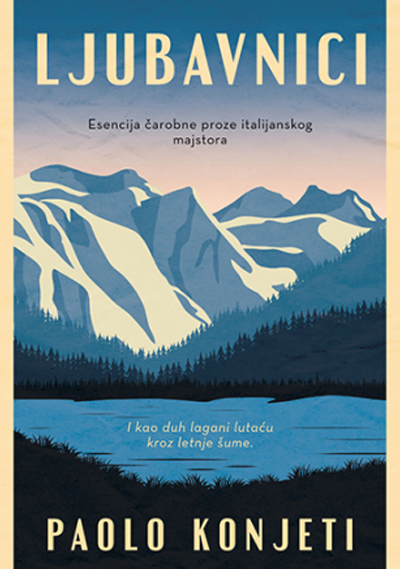 LJUBAVNICI
Esencija čarobne proze italijanskog
majstora
I kao duh lagani lutaću
kroz letnje šume.
PAOLO KONJETI